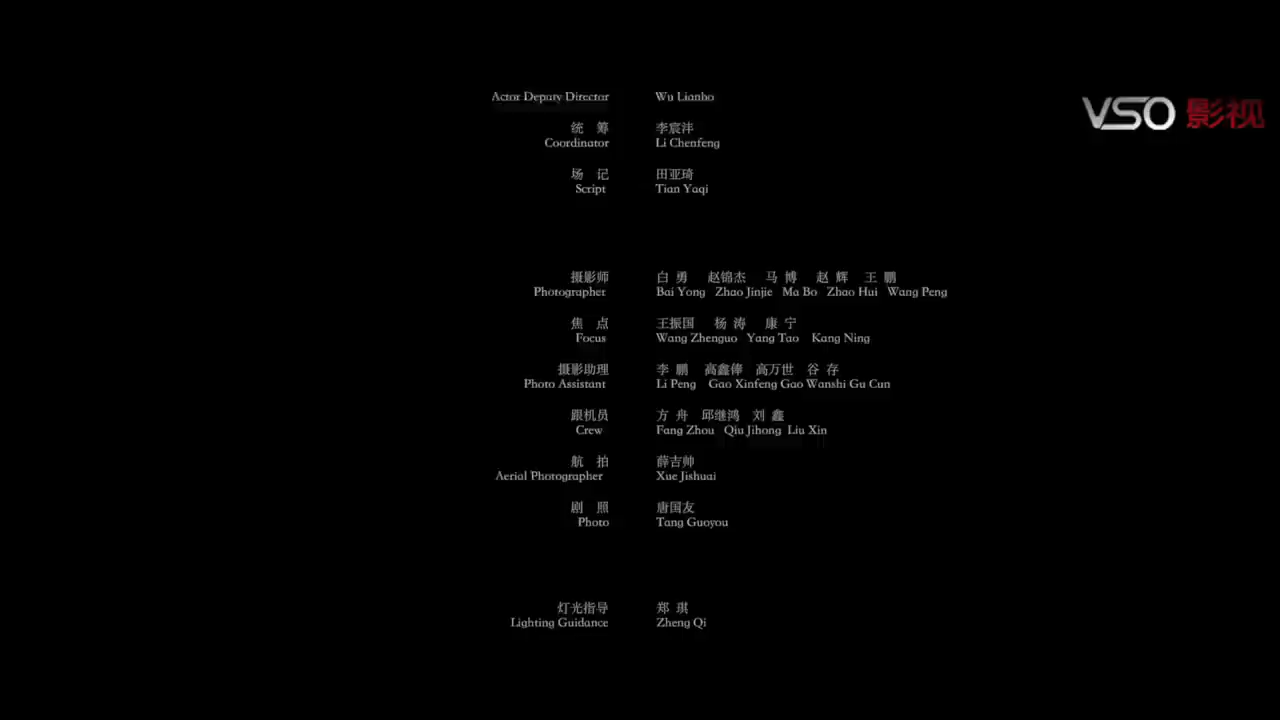 Actor Deputy Director Wu Lianho
VSO 影视
统 筹 李宸沣
Coordinator Li Chenfeng
场 记 田亚琦
Script Tian Yaqi
摄影师 白 勇 赵锦杰 马 博 赵 辉 王 鹏
Photographer Bai Yong Zhao Jinjie Ma Bo Zhao Hui Wang Peng
焦 点 王振国 杨 涛 康 宁
Focus Wang Zhenguo Yang Tao Kang Ning
摄影助理 李 鹏 高鑫俸 高万世 谷 存
Photo Assistant Li Peng Gao Xinfeng Gao Wanshi Gu Cun
跟机员 方 舟 邱继鸿 刘 鑫
Crew Fang Zhou Qiu Jihong Liu Xin
航 拍 薛吉帅
Aerial Photographer Xue Jishuai
剧 照 唐国友
Photo Tang Guoyou
灯光指导 郑 琪
Lighting Guidance Zheng Qi